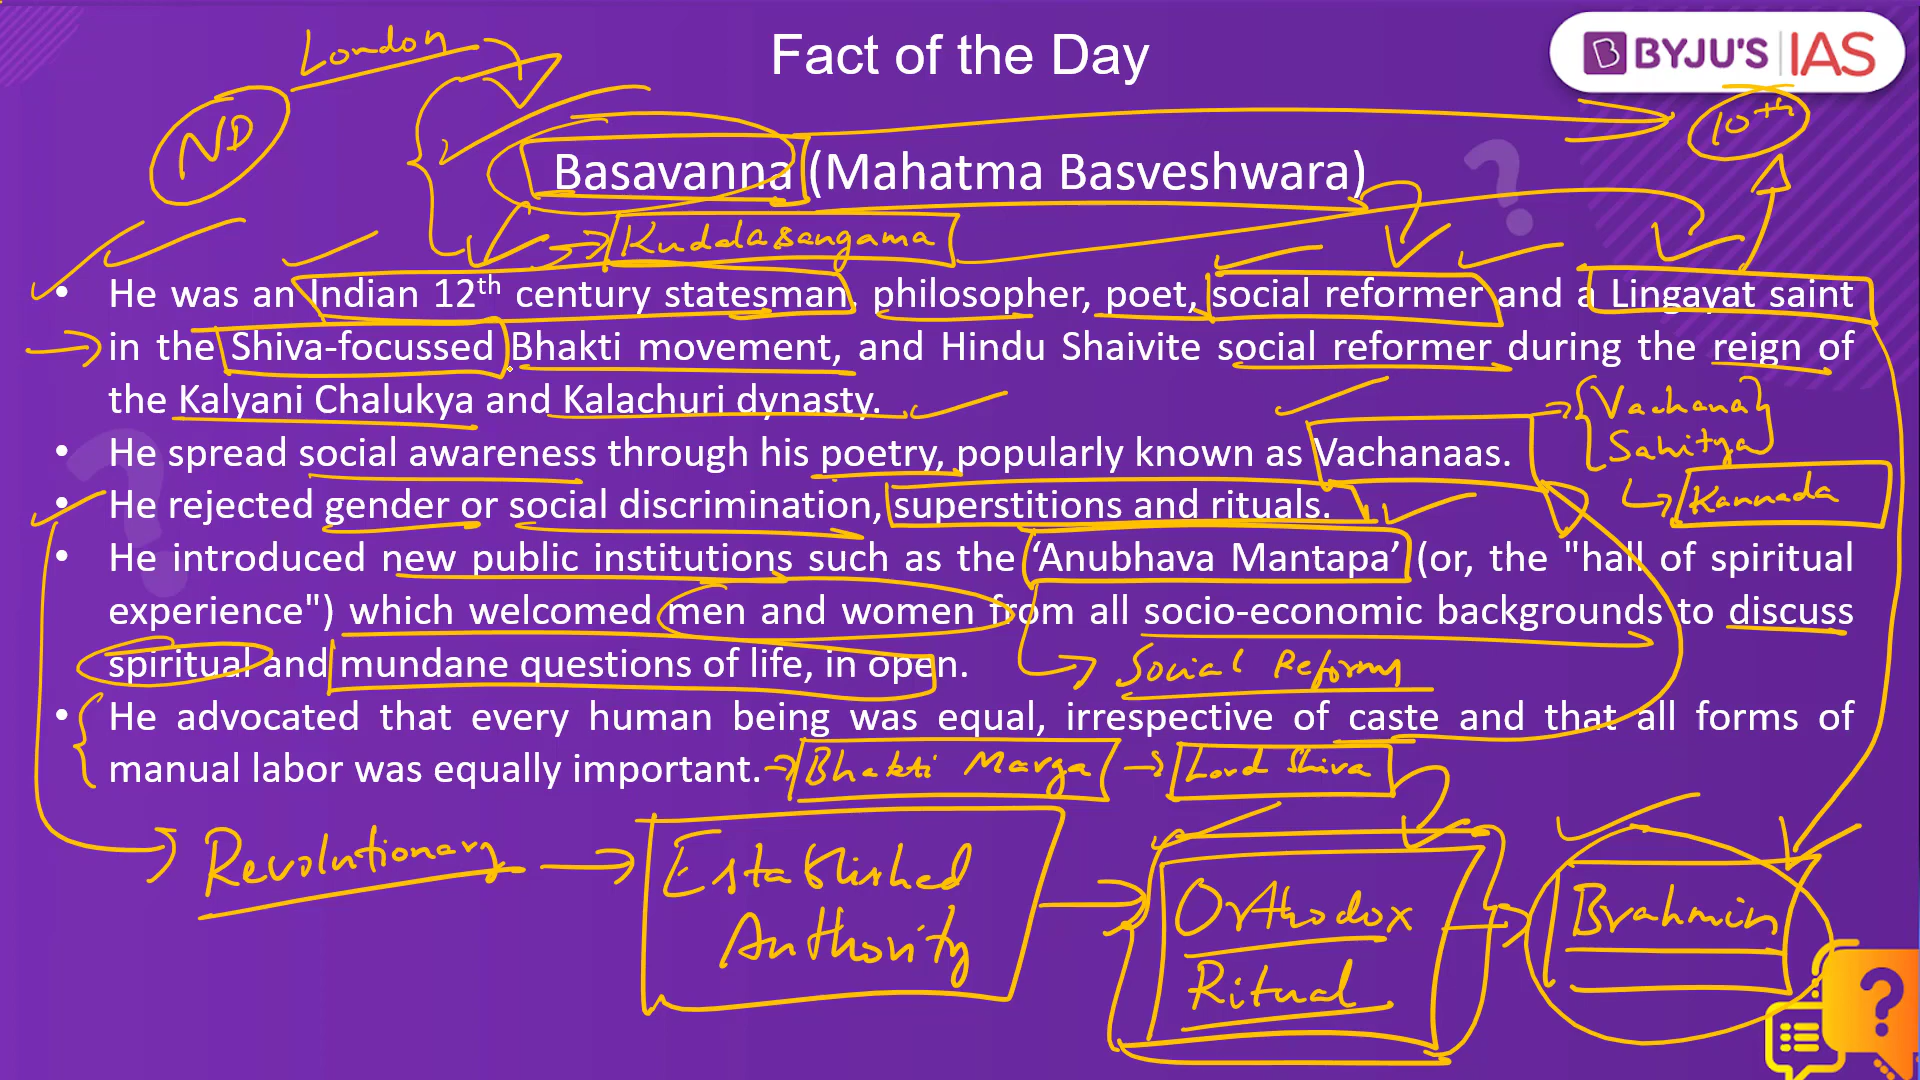 London
Fact of the Day
BYJU'S IAS
ND
10th
Basavanna (Mahatma Basveshwara)
→ Kuddasangama
• He was an Indian 12th century statesman, philosopher, poet, social reformer and a Lingayat saint
in the Shiva-focussed Bhakti movement, and Hindu Shaivite social reformer during the reign of
the Kalyani Chalukya and Kalachuri dynasty.
Vachana
Sahitya
• He spread social awareness through his poetry, popularly known as Vachanaas.
Kannada
• He rejected gender or social discrimination, superstitions and rituals.
• He introduced new public institutions such as the ‘Anubhava Mantapa’ (or, the "hall of spiritual
experience") which welcomed men and women from all socio-economic backgrounds to discuss
spiritual and mundane questions of life, in open.
→ Social Reforms
• He advocated that every human being was equal, irrespective of caste and that all forms of
manual labor was equally important. → Bhakti Marga → Lord Shiva
→ Revolutionary → Established Authority → Orthodox Ritual → Brahmin